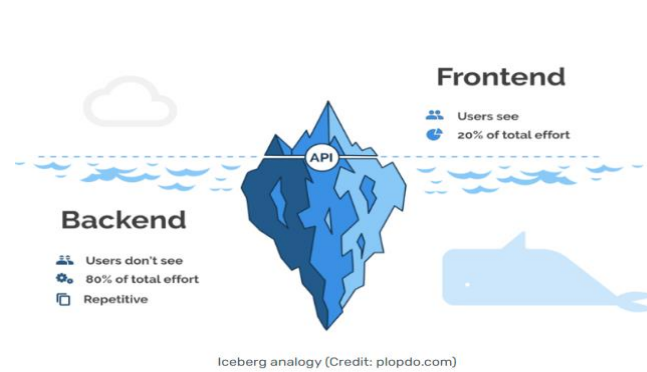 Frontend
Users see
20% of total effort
API
Backend
Users don't see
80% of total effort
Repetitive
Iceberg analogy (Credit: plopdo.com)